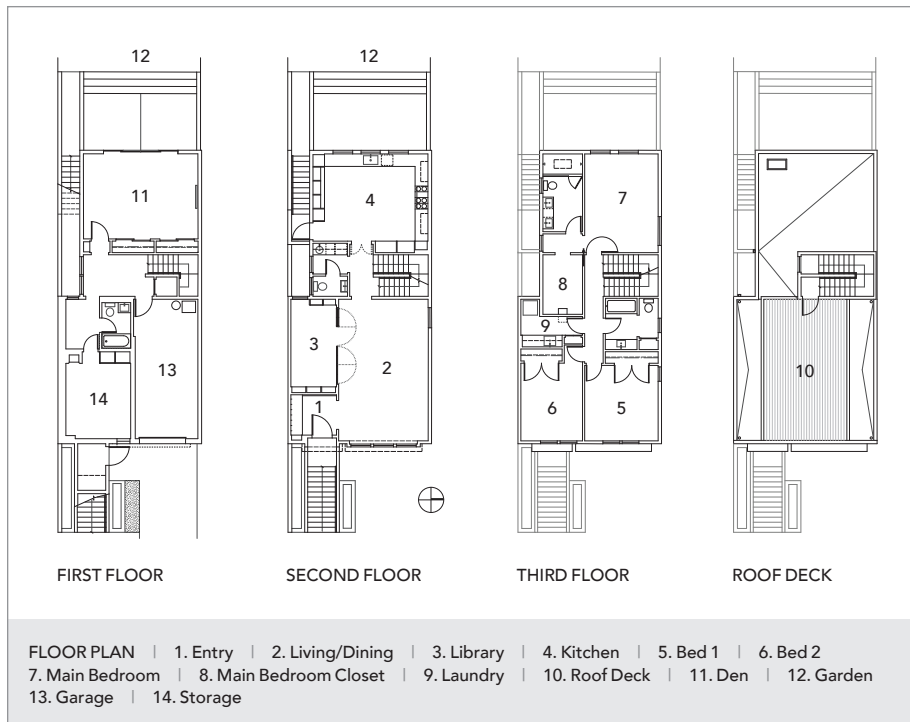 12 12
11 4 7
8
3 9
2
13 10
14 1 6 5
FIRST FLOOR SECOND FLOOR THIRD FLOOR ROOF DECK
FLOOR PLAN | 1. Entry | 2. Living/Dining | 3. Library | 4. Kitchen | 5. Bed 1 | 6. Bed 2
7. Main Bedroom | 8. Main Bedroom Closet | 9. Laundry | 10. Roof Deck | 11. Den | 12. Garden
13. Garage | 14. Storage